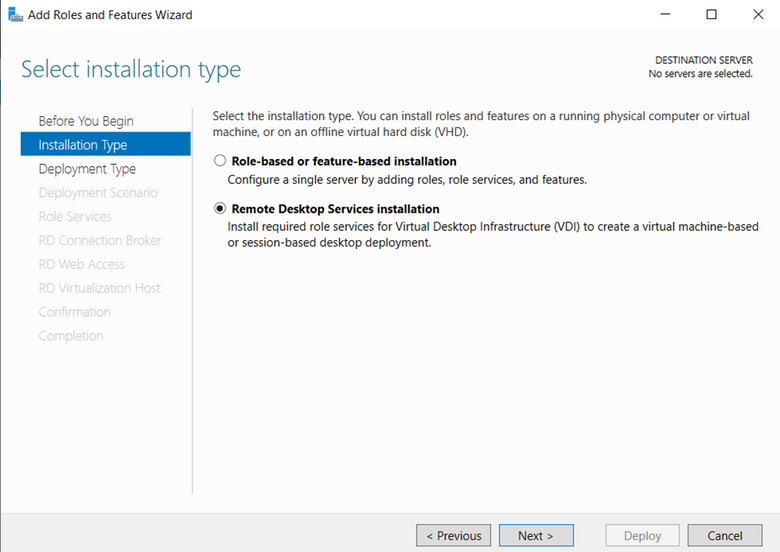 Add Roles and Features Wizard
Select installation type
DESTINATION SERVER
No servers are selected.
Before You Begin
Installation Type
Deployment Type
Deployment Scenario
Role Services
RD Connection Broker
RD Web Access
RD Virtualization Host
Confirmation
Completion
Select the installation type. You can install roles and features on a running physical computer or virtual
machine, or on an offline virtual hard disk (VHD).
Role-based or feature-based installation
Configure a single server by adding roles, role services, and features.
Remote Desktop Services installation
Install required role services for Virtual Desktop Infrastructure (VDI) to create a virtual machine-based
or session-based desktop deployment.
< Previous
Next >
Deploy
Cancel